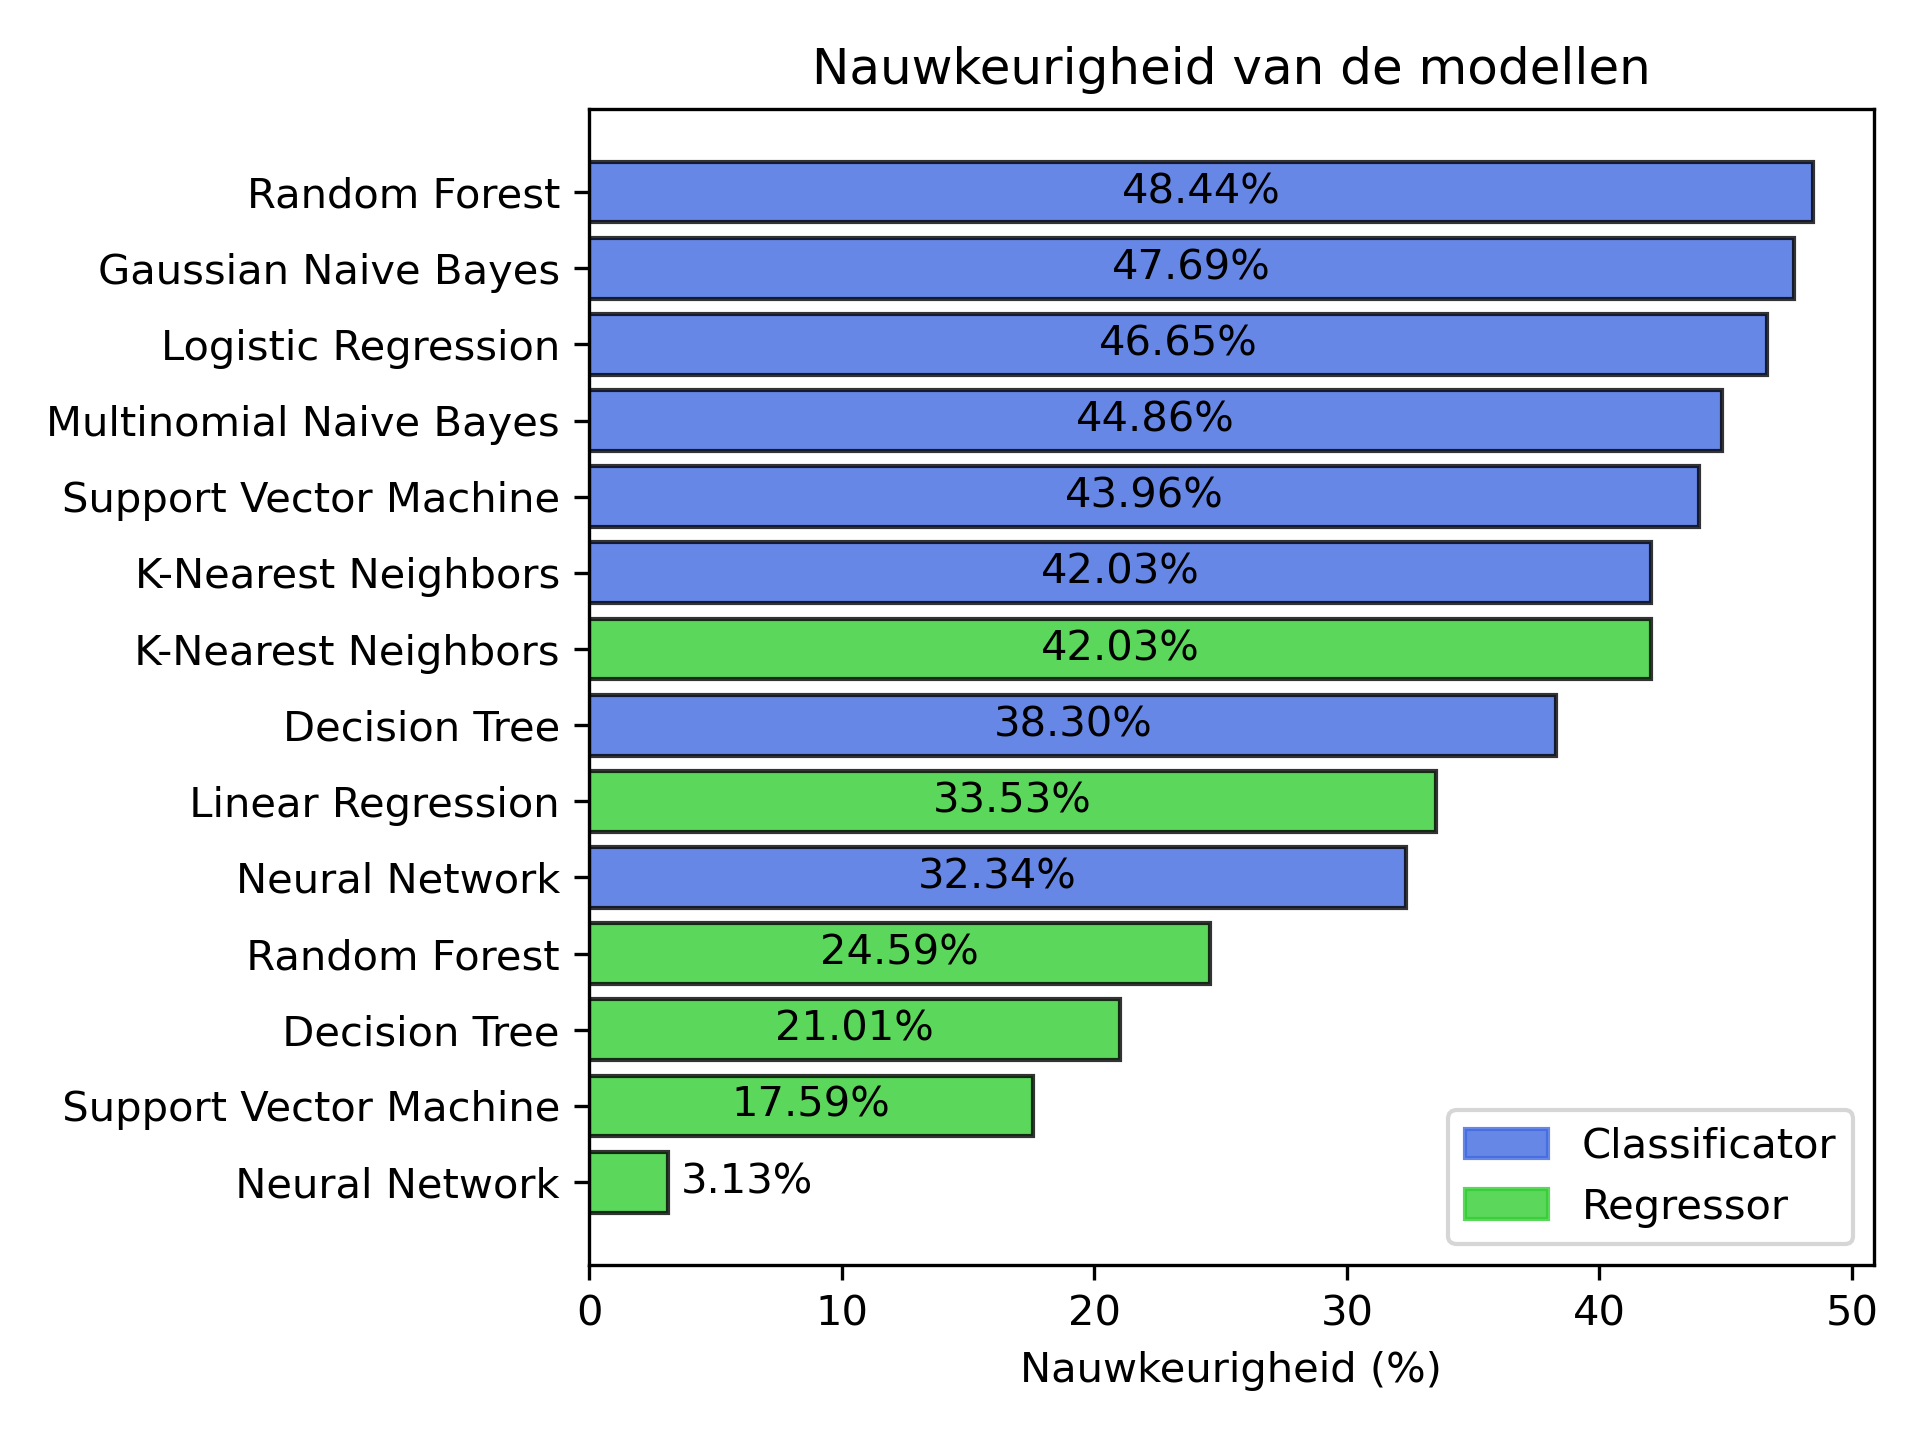 Nauwkeurigheid van de modellen
Random Forest 48.44%
Gaussian Naive Bayes 47.69%
Logistic Regression 46.65%
Multinomial Naive Bayes 44.86%
Support Vector Machine 43.96%
K-Nearest Neighbors 42.03%
K-Nearest Neighbors 42.03%
Decision Tree 38.30%
Linear Regression 33.53%
Neural Network 32.34%
Random Forest 24.59%
Decision Tree 21.01%
Support Vector Machine 17.59%
Neural Network 3.13%
Classificator
Regressor
0 10 20 30 40 50
Nauwkeurigheid (%)